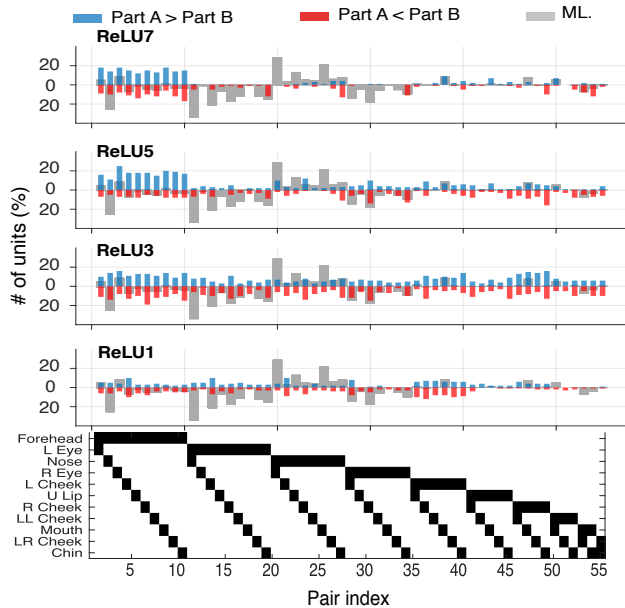 Part A > Part B Part A < Part B ML.
ReLU7
20
0
20
ReLU5
20
0
20
ReLU3
20
0
20
ReLU1
20
0
20
# of units (%)
Forehead
L Eye
Nose
R Eye
L Cheek
U Lip
R Cheek
LL Cheek
Mouth
LR Cheek
Chin
5 10 15 20 25 30 35 40 45 50 55
Pair index